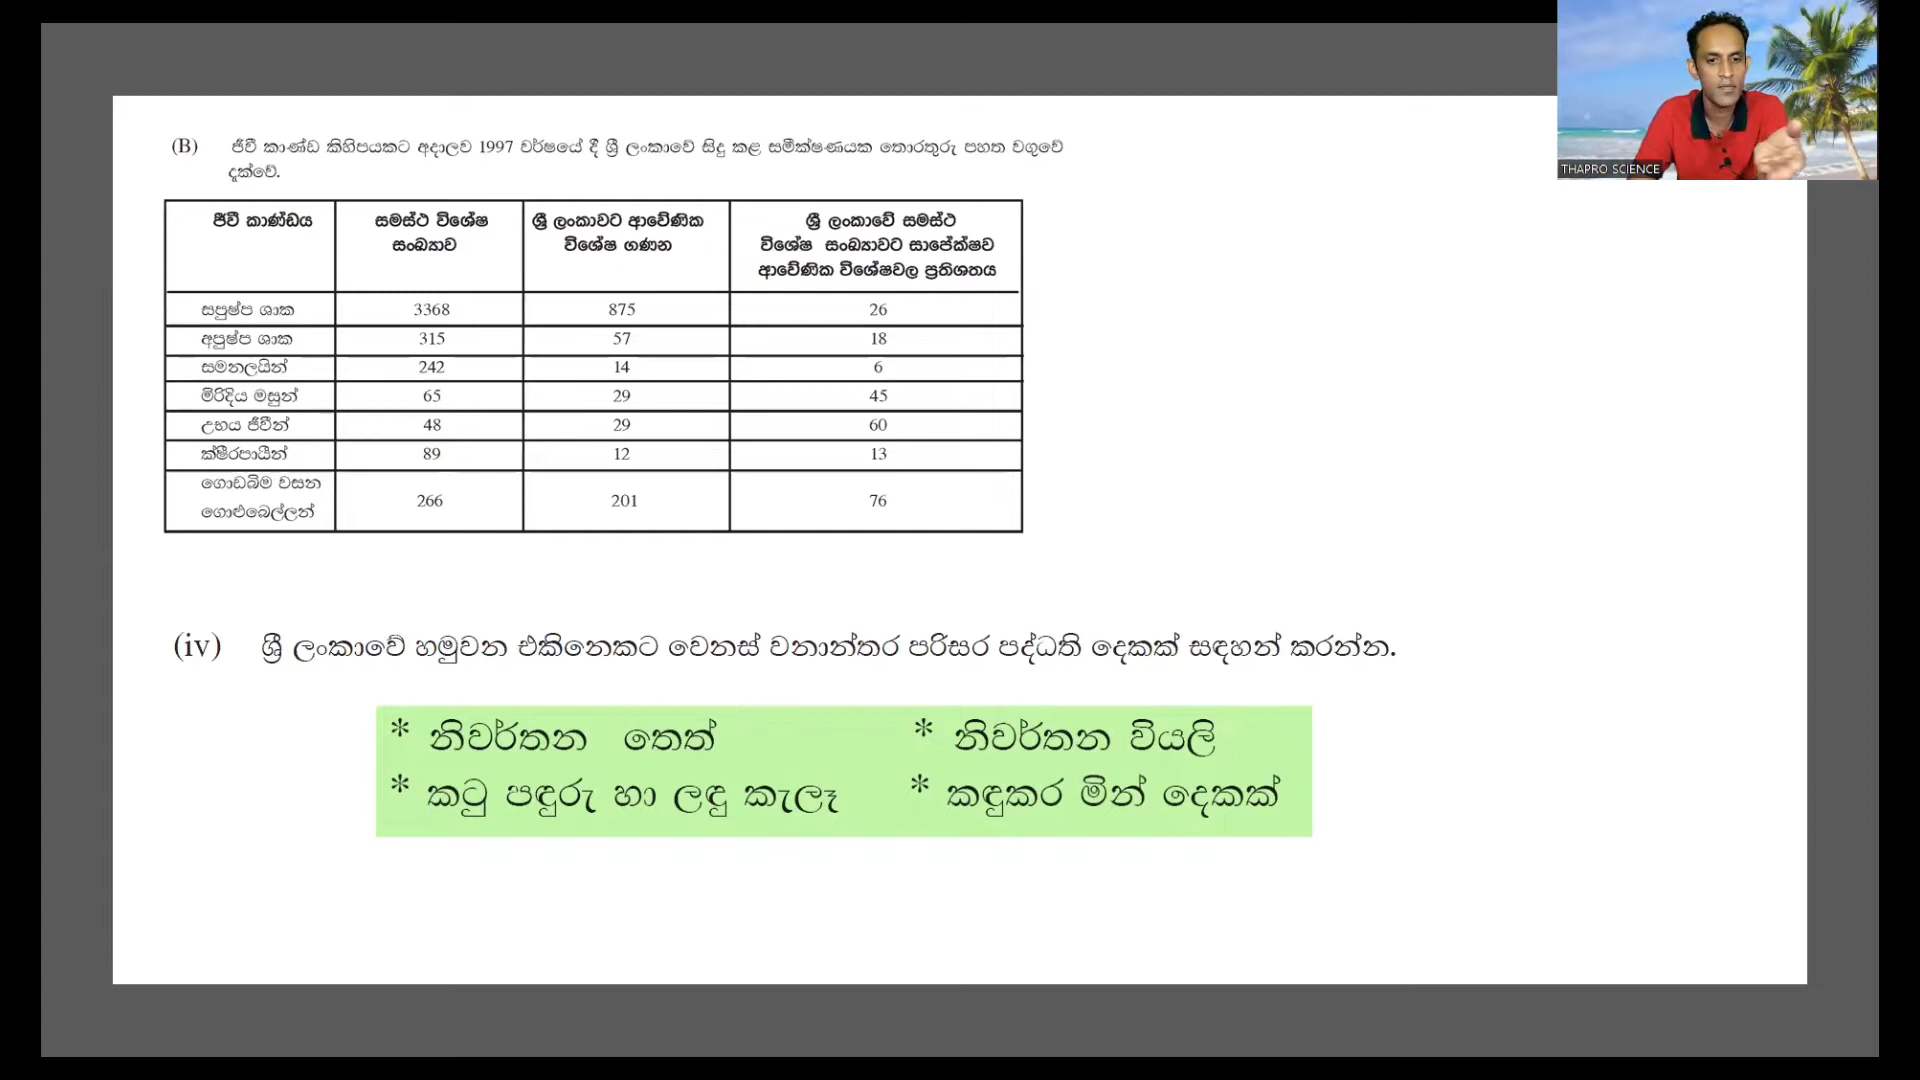 THAPRO SCIENCE
(B) ජීවී කාණ්ඩ කිහිපයකට අදාලව 1997 වර්ෂයේ දී ශ්‍රී ලංකාවේ සිදු කළ සමීක්ෂණයක තොරතුරු පහත වගුවේ
දැක්වේ.
ජීවී කාණ්ඩය සමස්ථ විශේෂ සංඛ්‍යාව ශ්‍රී ලංකාවට ආවේණික විශේෂ ගණන ශ්‍රී ලංකාවේ සමස්ථ විශේෂ සංඛ්‍යාවට සාපේක්ෂව ආවේණික විශේෂවල ප්‍රතිශතය
සපුෂ්ප ශාක 3368 875 26
අපුෂ්ප ශාක 315 57 18
සමනලයින් 242 14 6
මිරිදිය මසුන් 65 29 45
උභය ජීවීන් 48 29 60
ක්ෂීරපායීන් 89 12 13
ගොඩබිම වසන ගොළුබෙල්ලන් 266 201 76
(iv) ශ්‍රී ලංකාවේ හමුවන එකිනෙකට වෙනස් වනාන්තර පරිසර පද්ධති දෙකක් සඳහන් කරන්න.
* නිවර්තන තෙත් * නිවර්තන වියලි
* කටු පඳුරු හා ලඳු කැලෑ * කඳුකර මින් දෙකක්